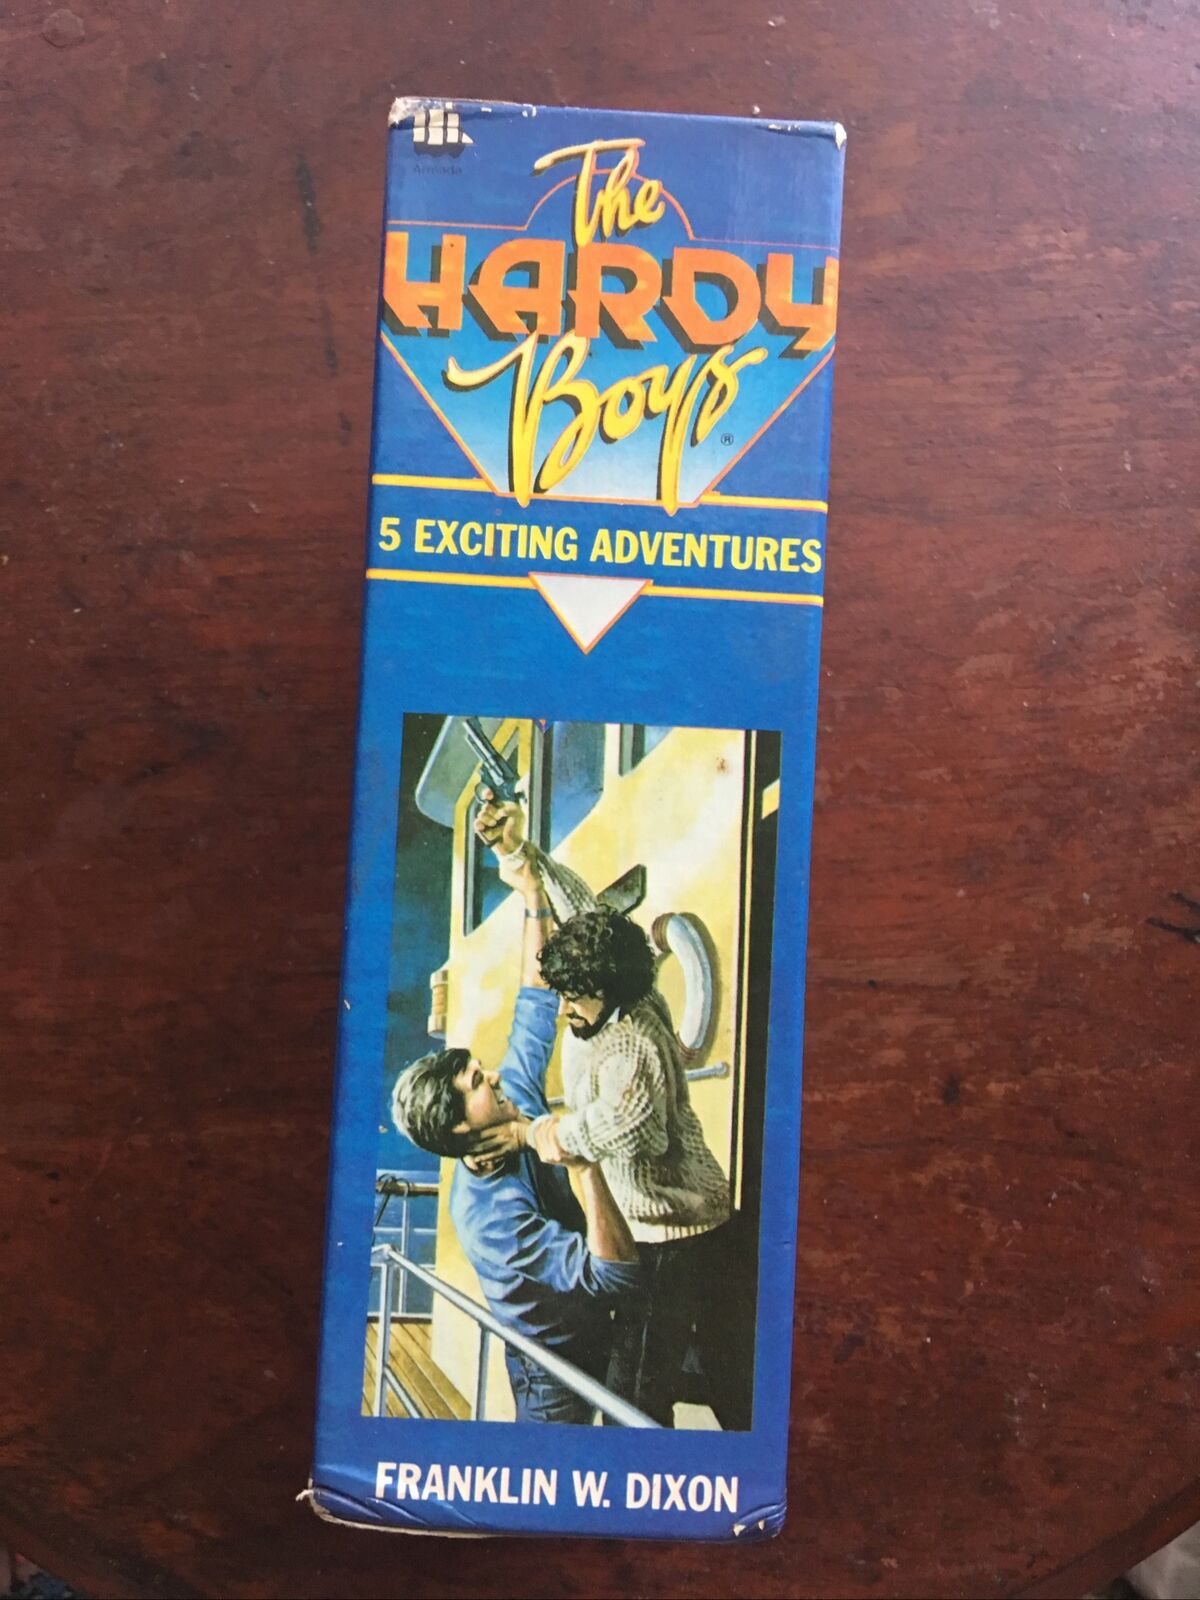 Armada
The
HARDY
Boys ®
5 EXCITING ADVENTURES
FRANKLIN W. DIXON